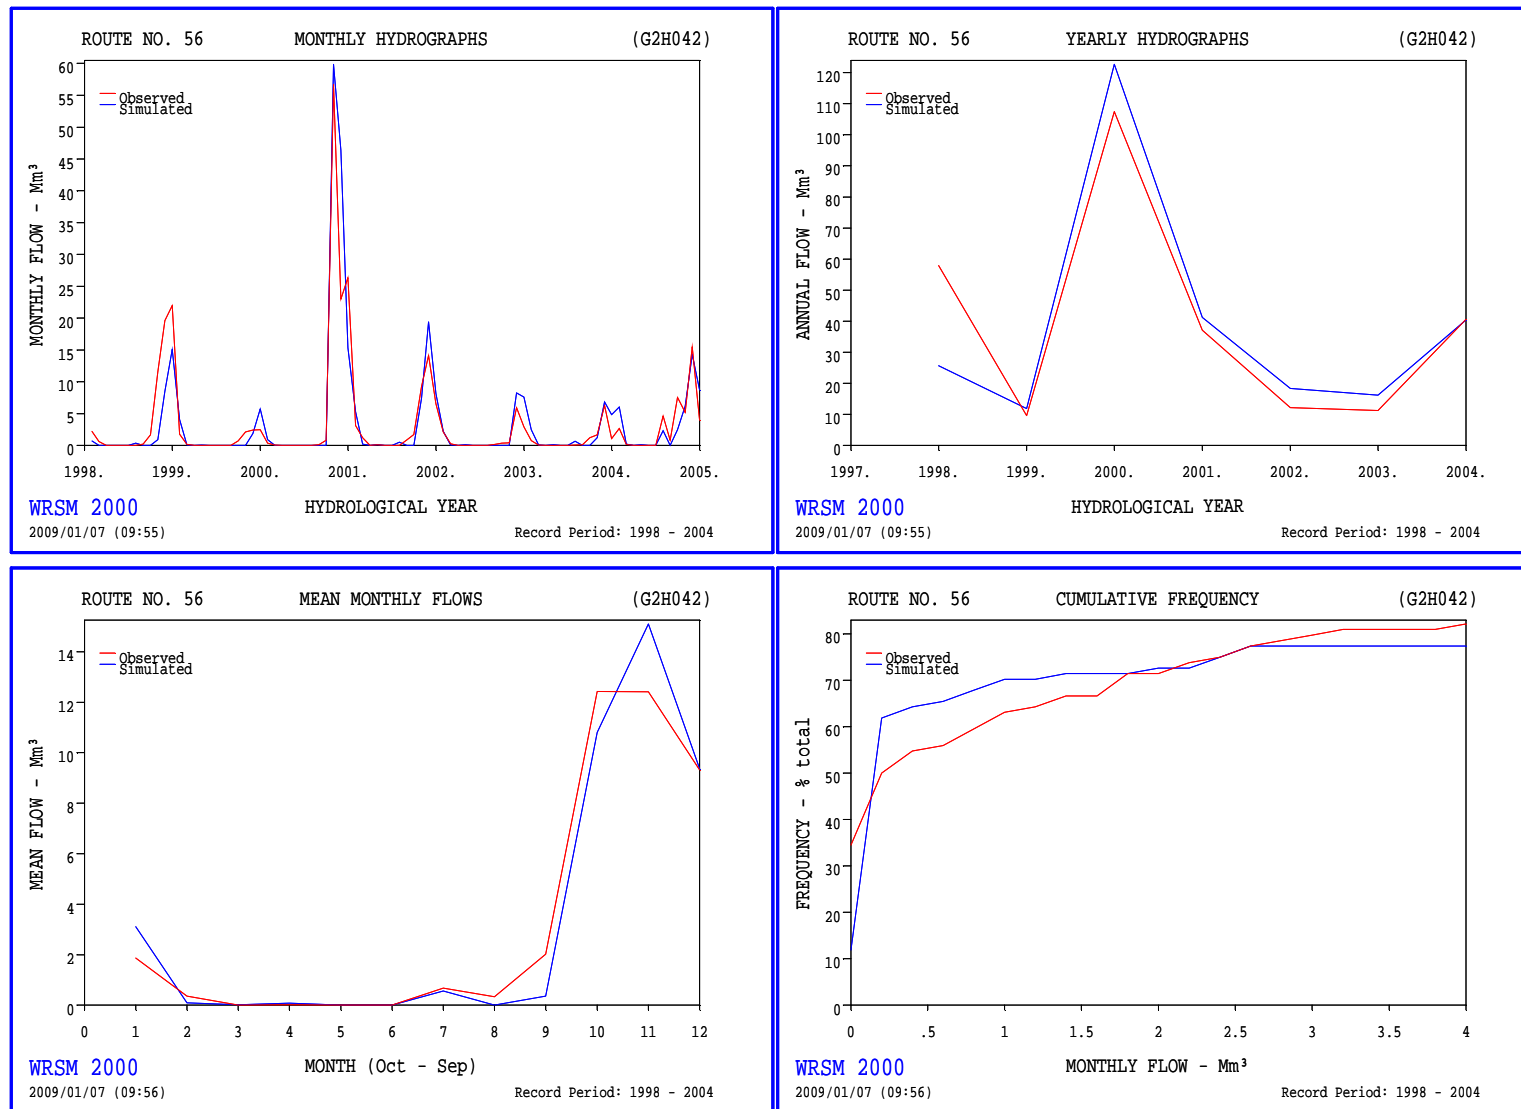 ROUTE NO. 56 MONTHLY HYDROGRAPHS (G2H042)
60
55
50
45
40
35
30
25
20
15
10
5
0
MONTHLY FLOW - Mm³
Observed
Simulated
1998. 1999. 2000. 2001. 2002. 2003. 2004. 2005.
WRSM 2000 HYDROLOGICAL YEAR
2009/01/07 (09:55) Record Period: 1998 - 2004
ROUTE NO. 56 YEARLY HYDROGRAPHS (G2H042)
120
110
100
90
80
70
60
50
40
30
20
10
0
ANNUAL FLOW - Mm³
Observed
Simulated
1997. 1998. 1999. 2000. 2001. 2002. 2003. 2004.
WRSM 2000 HYDROLOGICAL YEAR
2009/01/07 (09:55) Record Period: 1998 - 2004
ROUTE NO. 56 MEAN MONTHLY FLOWS (G2H042)
14
12
10
8
6
4
2
0
MEAN FLOW - Mm³
Observed
Simulated
0 1 2 3 4 5 6 7 8 9 10 11 12
WRSM 2000 MONTH (Oct - Sep)
2009/01/07 (09:56) Record Period: 1998 - 2004
ROUTE NO. 56 CUMULATIVE FREQUENCY (G2H042)
80
70
60
50
40
30
20
10
0
FREQUENCY - % total
Observed
Simulated
0 .5 1 1.5 2 2.5 3 3.5 4
WRSM 2000 MONTHLY FLOW - Mm³
2009/01/07 (09:56) Record Period: 1998 - 2004